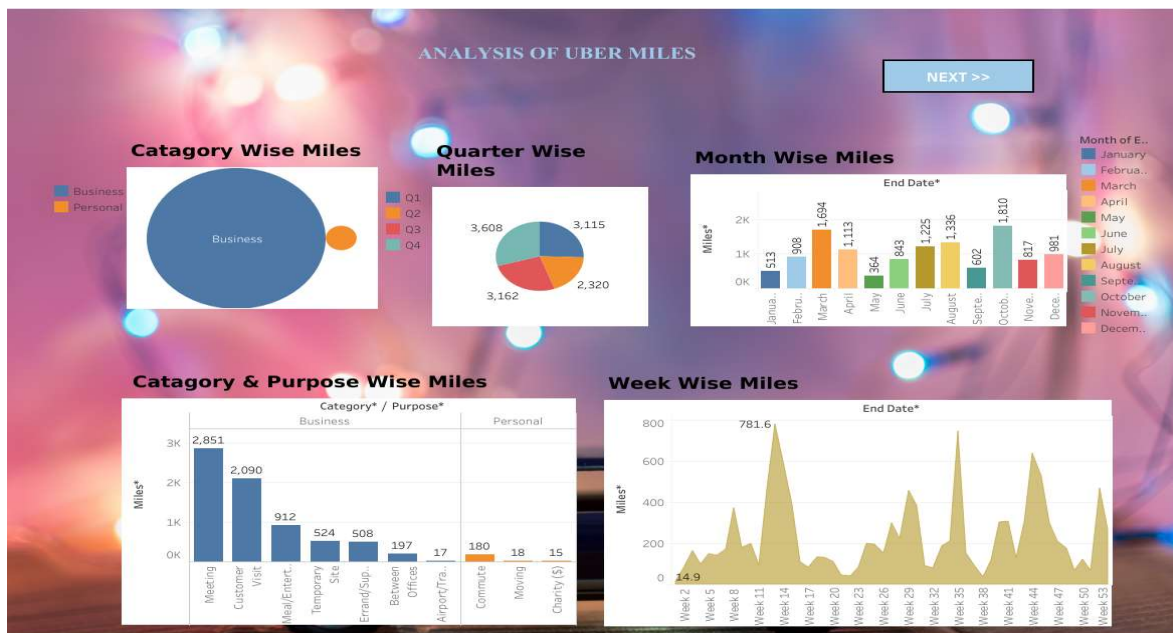 ANALYSIS OF UBER MILES
NEXT >>
Catagory Wise Miles
Business
Personal
Business
Quarter Wise
Miles
Q1
Q2
Q3
Q4
3,608
3,115
3,162
2,320
Month Wise Miles
End Date*
Miles*
2K
1K
0K
513
908
1,694
1,113
364
843
1,225
1,336
602
1,810
817
981
Janua..
Febru..
March
April
May
June
July
August
Septe..
Octob..
Nove..
Dece..
Month of E..
January
Februa..
March
April
May
June
July
August
Septe..
October
Novem..
Decem..
Catagory & Purpose Wise Miles
Category* / Purpose*
Business
Personal
Miles*
3K
2K
1K
0K
2,851
2,090
912
524
508
197
17
180
18
15
Meeting
Customer
Visit
Meal/Entert..
Temporary
Site
Errand/Sup..
Between
Offices
Airport/Tra..
Commute
Moving
Charity ($)
Week Wise Miles
End Date*
Miles*
800
600
400
200
0
781.6
14.9
Week 2
Week 5
Week 8
Week 11
Week 14
Week 17
Week 20
Week 23
Week 26
Week 29
Week 32
Week 35
Week 38
Week 41
Week 44
Week 47
Week 50
Week 53